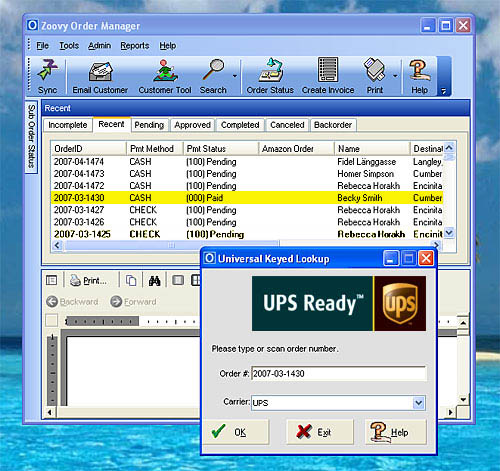 Zoovy Order Manager
File Tools Admin Reports Help
Sync Email Customer Customer Tool Search Order Status Create Invoice Print Help
Sub Order Status
Recent
Incomplete Recent Pending Approved Completed Canceled Backorder
OrderID Pmt Method Pmt Status Amazon Order Name Destinat
2007-04-1474 CASH (100) Pending Fidel Länggasse Langley,
2007-04-1473 CASH (100) Pending Homer Simpson Cumber
2007-04-1472 CASH (100) Pending Rebecca Horakh Encinita
2007-03-1430 CASH (000) Paid Becky Smith Cumber
2007-03-1427 CHECK (100) Pending Rebecca Horakh Encinita
2007-03-1426 CHECK (100) Pending Rebecca Horakh Encinita
2007-03-1425 CHECK (100) Pending Rebecca Horakh Encinit
Print...
Backward Forward
Universal Keyed Lookup
UPS Ready™ ups
Please type or scan order number.
Order #: 2007-03-1430
Carrier: UPS
OK Exit Help